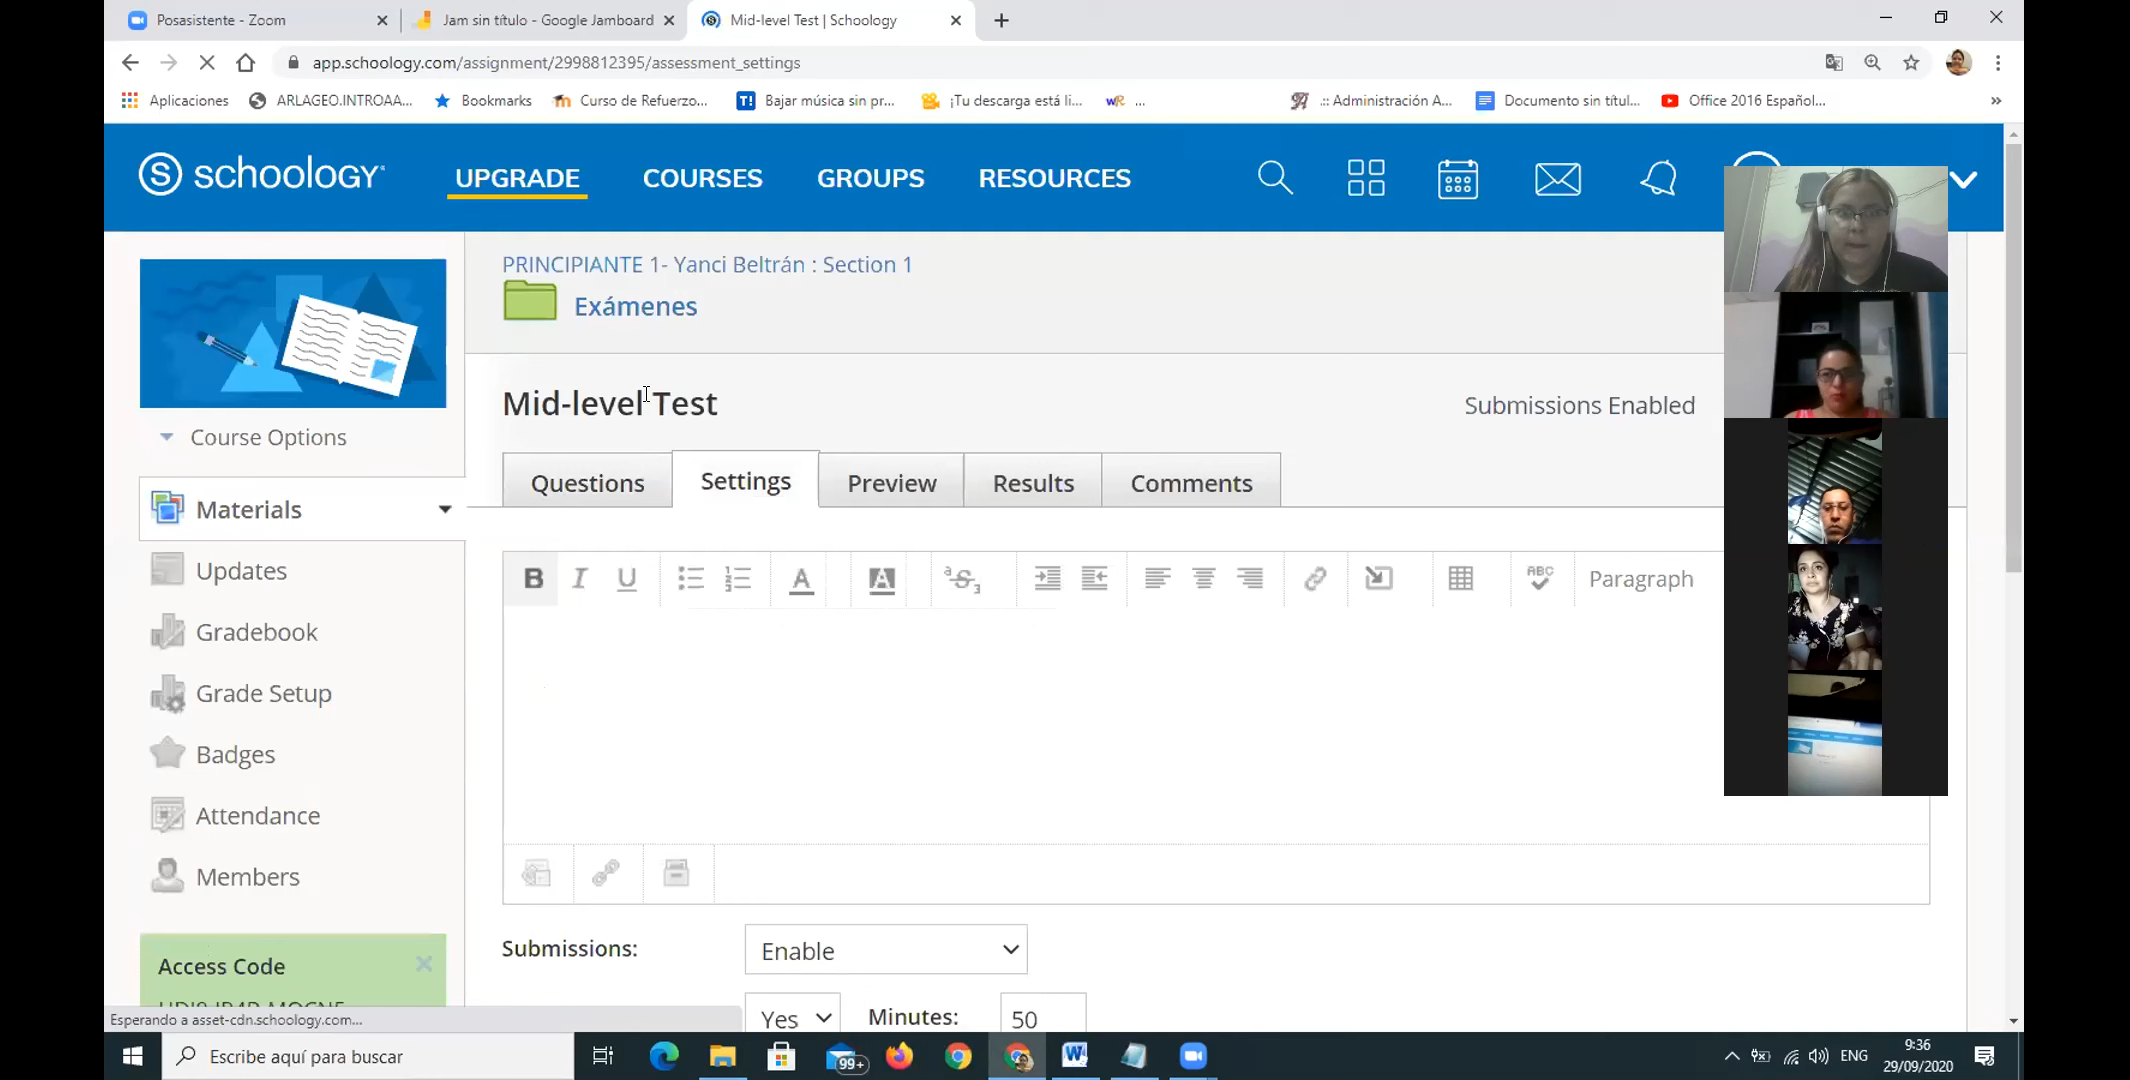 Posasistente - Zoom
Jam sin título - Google Jamboard
Mid-level Test | Schoology
app.schoology.com/assignment/2998812395/assessment_settings
Aplicaciones
ARLAGEO.INTROAA...
Bookmarks
Curso de Refuerzo...
T!
Bajar música sin pr...
¡Tu descarga está li...
wR
...
.:: Administración A...
Documento sin títul...
Office 2016 Español...
»
S schoology
UPGRADE
COURSES
GROUPS
RESOURCES
PRINCIPIANTE 1- Yanci Beltrán : Section 1
Exámenes
Mid-level Test
Submissions Enabled
Course Options
Questions
Settings
Preview
Results
Comments
Materials
Updates
Gradebook
Grade Setup
Badges
Attendance
Members
B I U
A
A
ABC
Paragraph
Submissions:
Enable
Access Code
Yes
Minutes:
50
Esperando a asset-cdn.schoology.com...
Escribe aquí para buscar
99+
ENG
9:36
29/09/2020